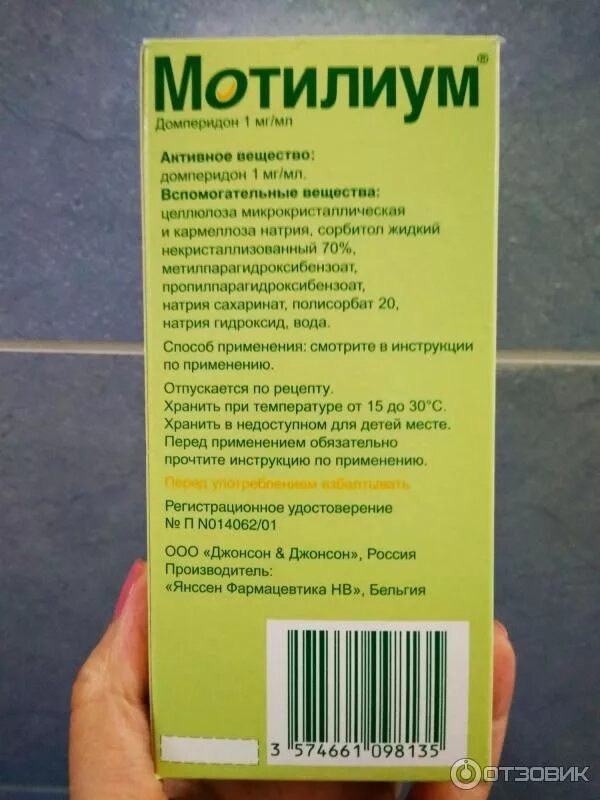 Мотилиум®
Домперидон 1 мг/мл
Активное вещество:
домперидон 1 мг/мл.
Вспомогательные вещества:
целлюлоза микрокристаллическая
и кармеллоза натрия, сорбитол жидкий
некристаллизованный 70%,
метилпарагидроксибензоат,
пропилпарагидроксибензоат,
натрия сахаринат, полисорбат 20,
натрия гидроксид, вода.
Способ применения: смотрите в инструкции
по применению.
Отпускается по рецепту.
Хранить при температуре от 15 до 30°С.
Хранить в недоступном для детей месте.
Перед применением обязательно
прочтите инструкцию по применению.
Перед употреблением взбалтывать
Регистрационное удостоверение
№ П N014062/01
ООО «Джонсон & Джонсон», Россия
Производитель:
«Янссен Фармацевтика НВ», Бельгия
3 574661 098135
ОТЗОВИК